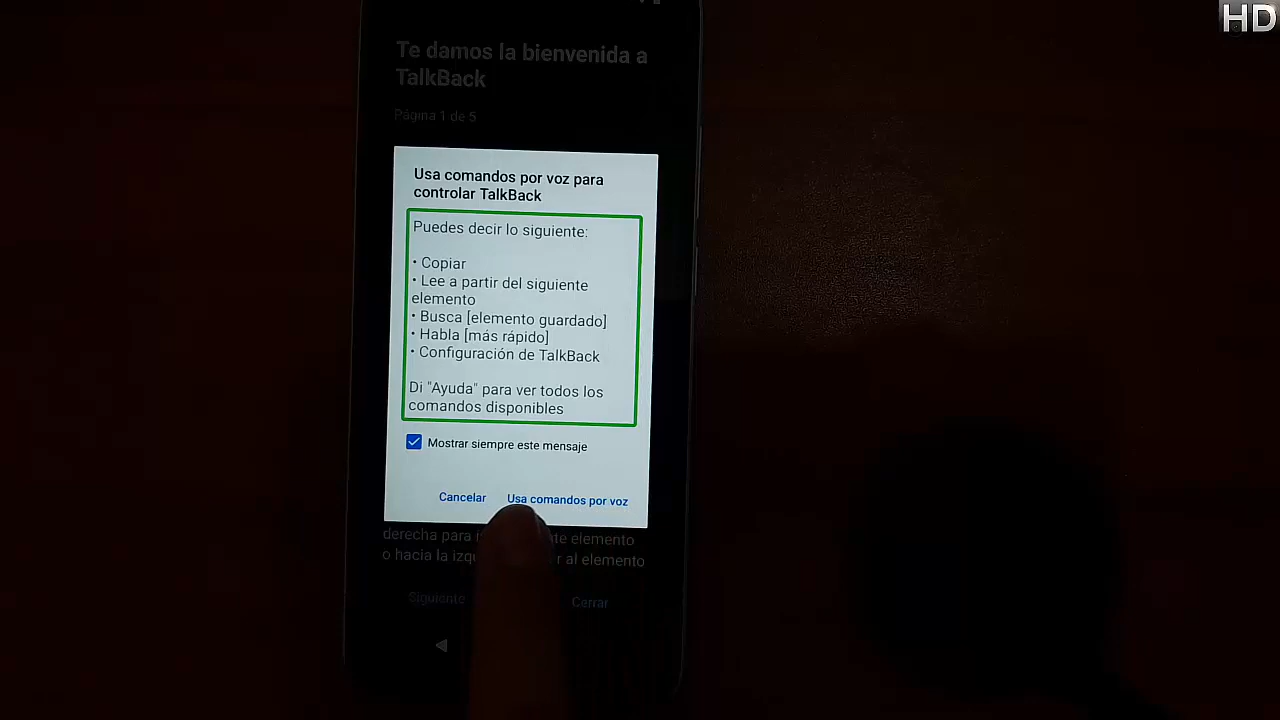 HD
Te damos la bienvenida a
TalkBack
Página 1 de 5
Usa comandos por voz para
controlar TalkBack
Puedes decir lo siguiente:
• Copiar
• Lee a partir del siguiente
elemento
• Busca [elemento guardado]
• Habla [más rápido]
• Configuración de TalkBack
Di "Ayuda" para ver todos los
comandos disponibles
Mostrar siempre este mensaje
Cancelar Usa comandos por voz
derecha para elemento
o hacia la al elemento
Siguiente Cerrar